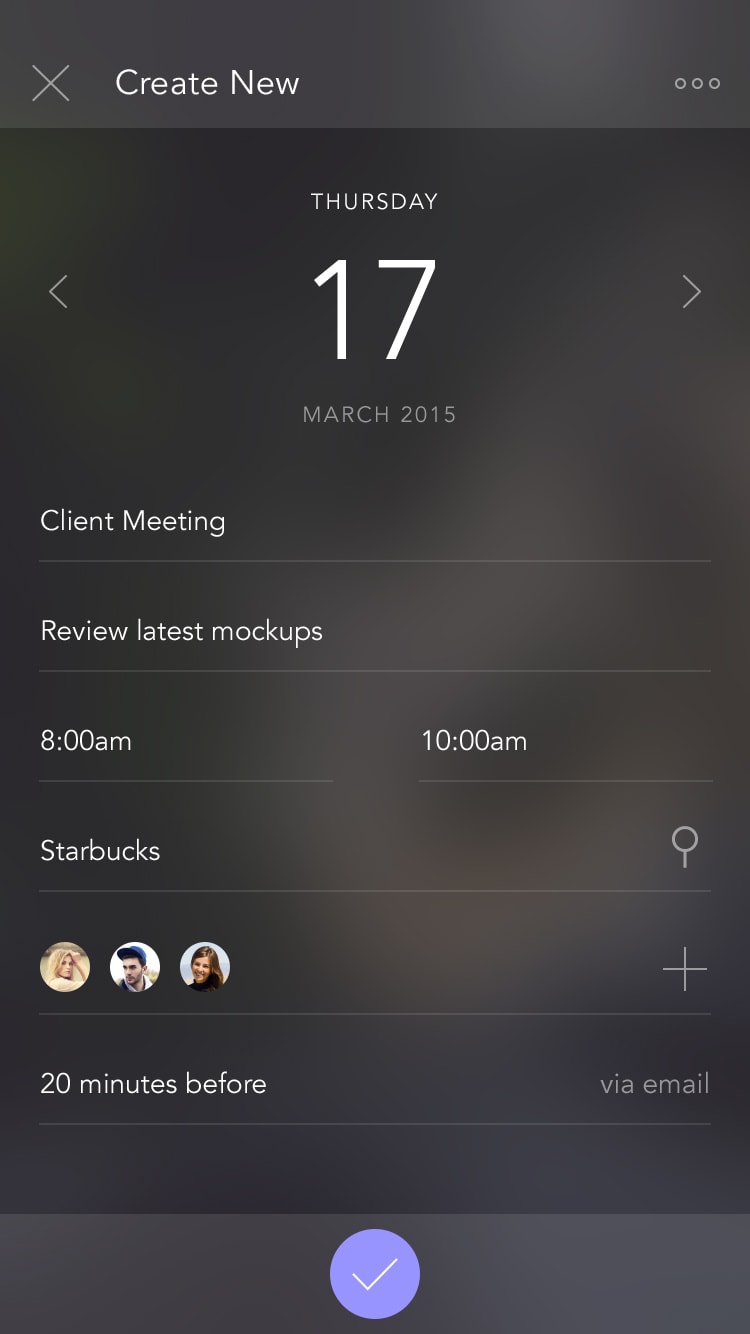 Create New
THURSDAY
17
MARCH 2015
Client Meeting
Review latest mockups
8:00am 10:00am
Starbucks
20 minutes before via email